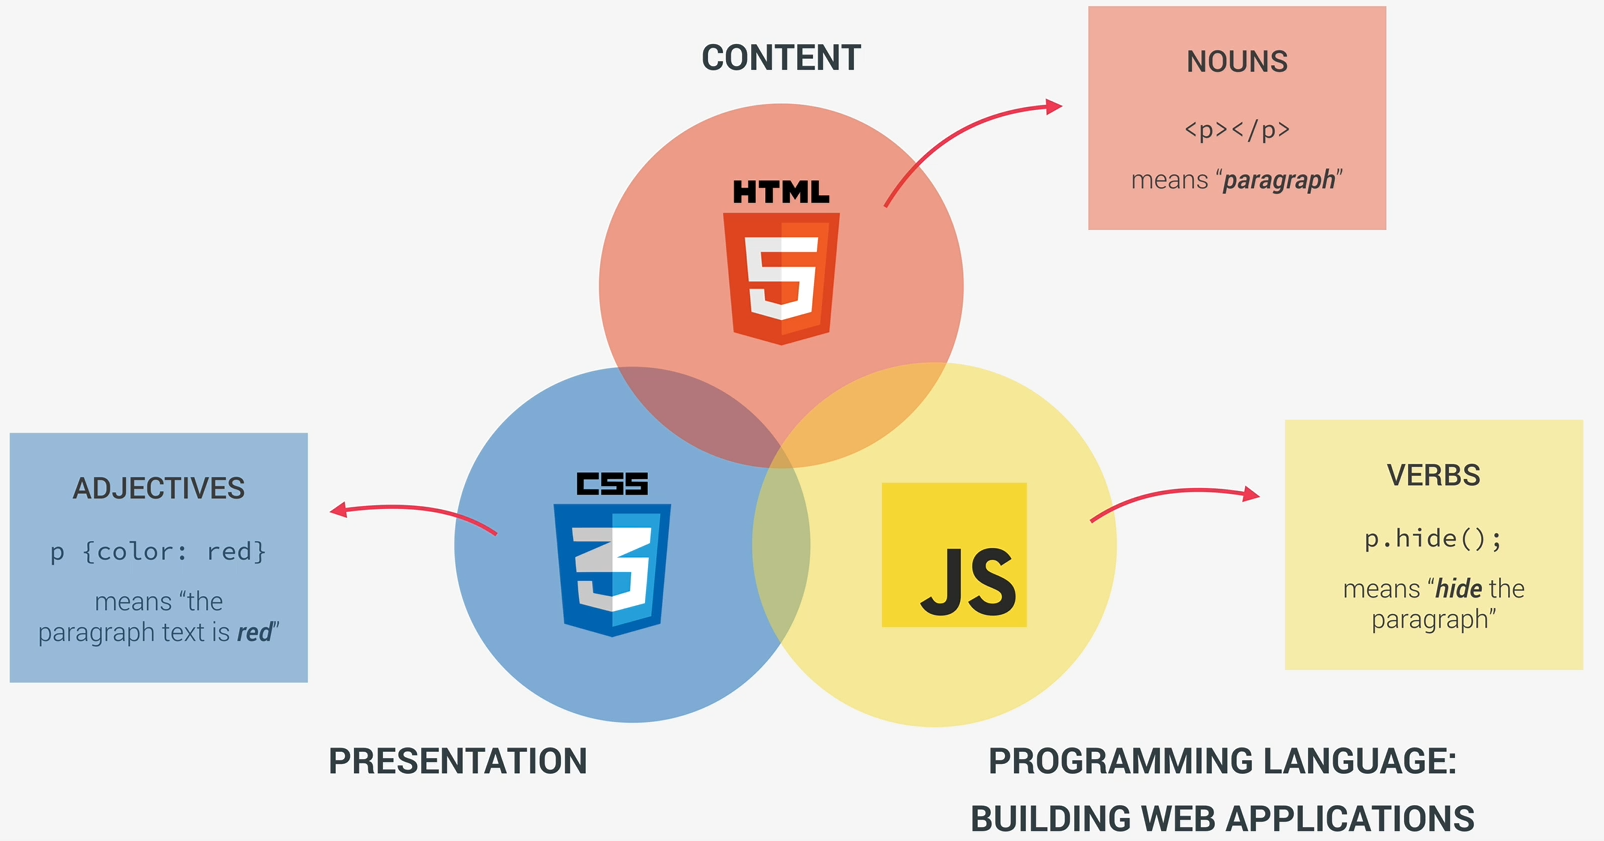 CONTENT
NOUNS
<p></p>
means “paragraph”
HTML
5
ADJECTIVES
p {color: red}
means “the
paragraph text is red”
CSS
3
JS
VERBS
p.hide();
means “hide the
paragraph”
PRESENTATION
PROGRAMMING LANGUAGE:
BUILDING WEB APPLICATIONS